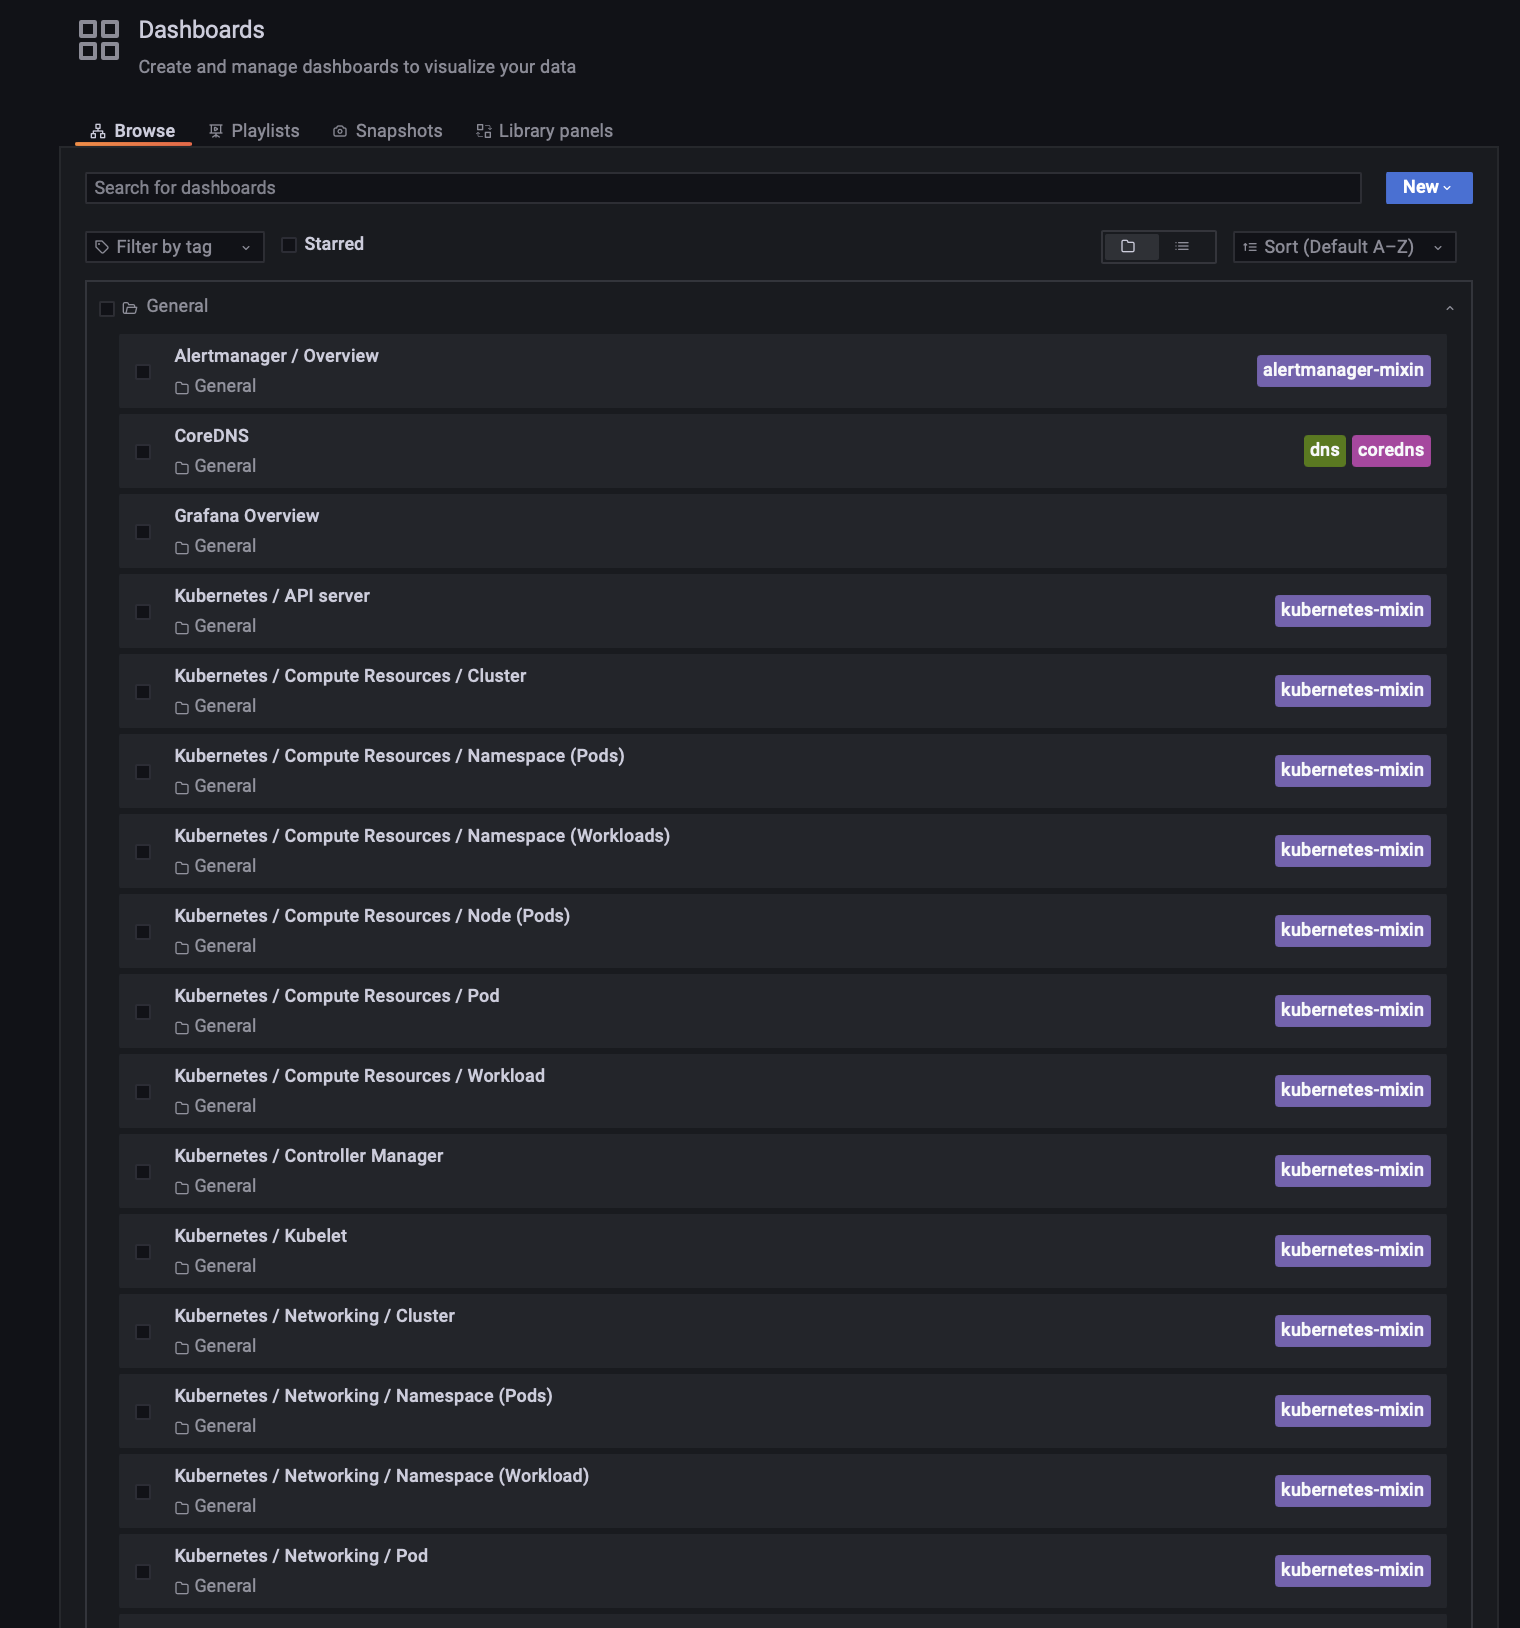 Dashboards
Create and manage dashboards to visualize your data
Browse Playlists Snapshots Library panels
Search for dashboards New
Filter by tag Starred Sort (Default A–Z)
General
Alertmanager / Overview
General
alertmanager-mixin
CoreDNS
General
dns coredns
Grafana Overview
General
Kubernetes / API server
General
kubernetes-mixin
Kubernetes / Compute Resources / Cluster
General
kubernetes-mixin
Kubernetes / Compute Resources / Namespace (Pods)
General
kubernetes-mixin
Kubernetes / Compute Resources / Namespace (Workloads)
General
kubernetes-mixin
Kubernetes / Compute Resources / Node (Pods)
General
kubernetes-mixin
Kubernetes / Compute Resources / Pod
General
kubernetes-mixin
Kubernetes / Compute Resources / Workload
General
kubernetes-mixin
Kubernetes / Controller Manager
General
kubernetes-mixin
Kubernetes / Kubelet
General
kubernetes-mixin
Kubernetes / Networking / Cluster
General
kubernetes-mixin
Kubernetes / Networking / Namespace (Pods)
General
kubernetes-mixin
Kubernetes / Networking / Namespace (Workload)
General
kubernetes-mixin
Kubernetes / Networking / Pod
General
kubernetes-mixin